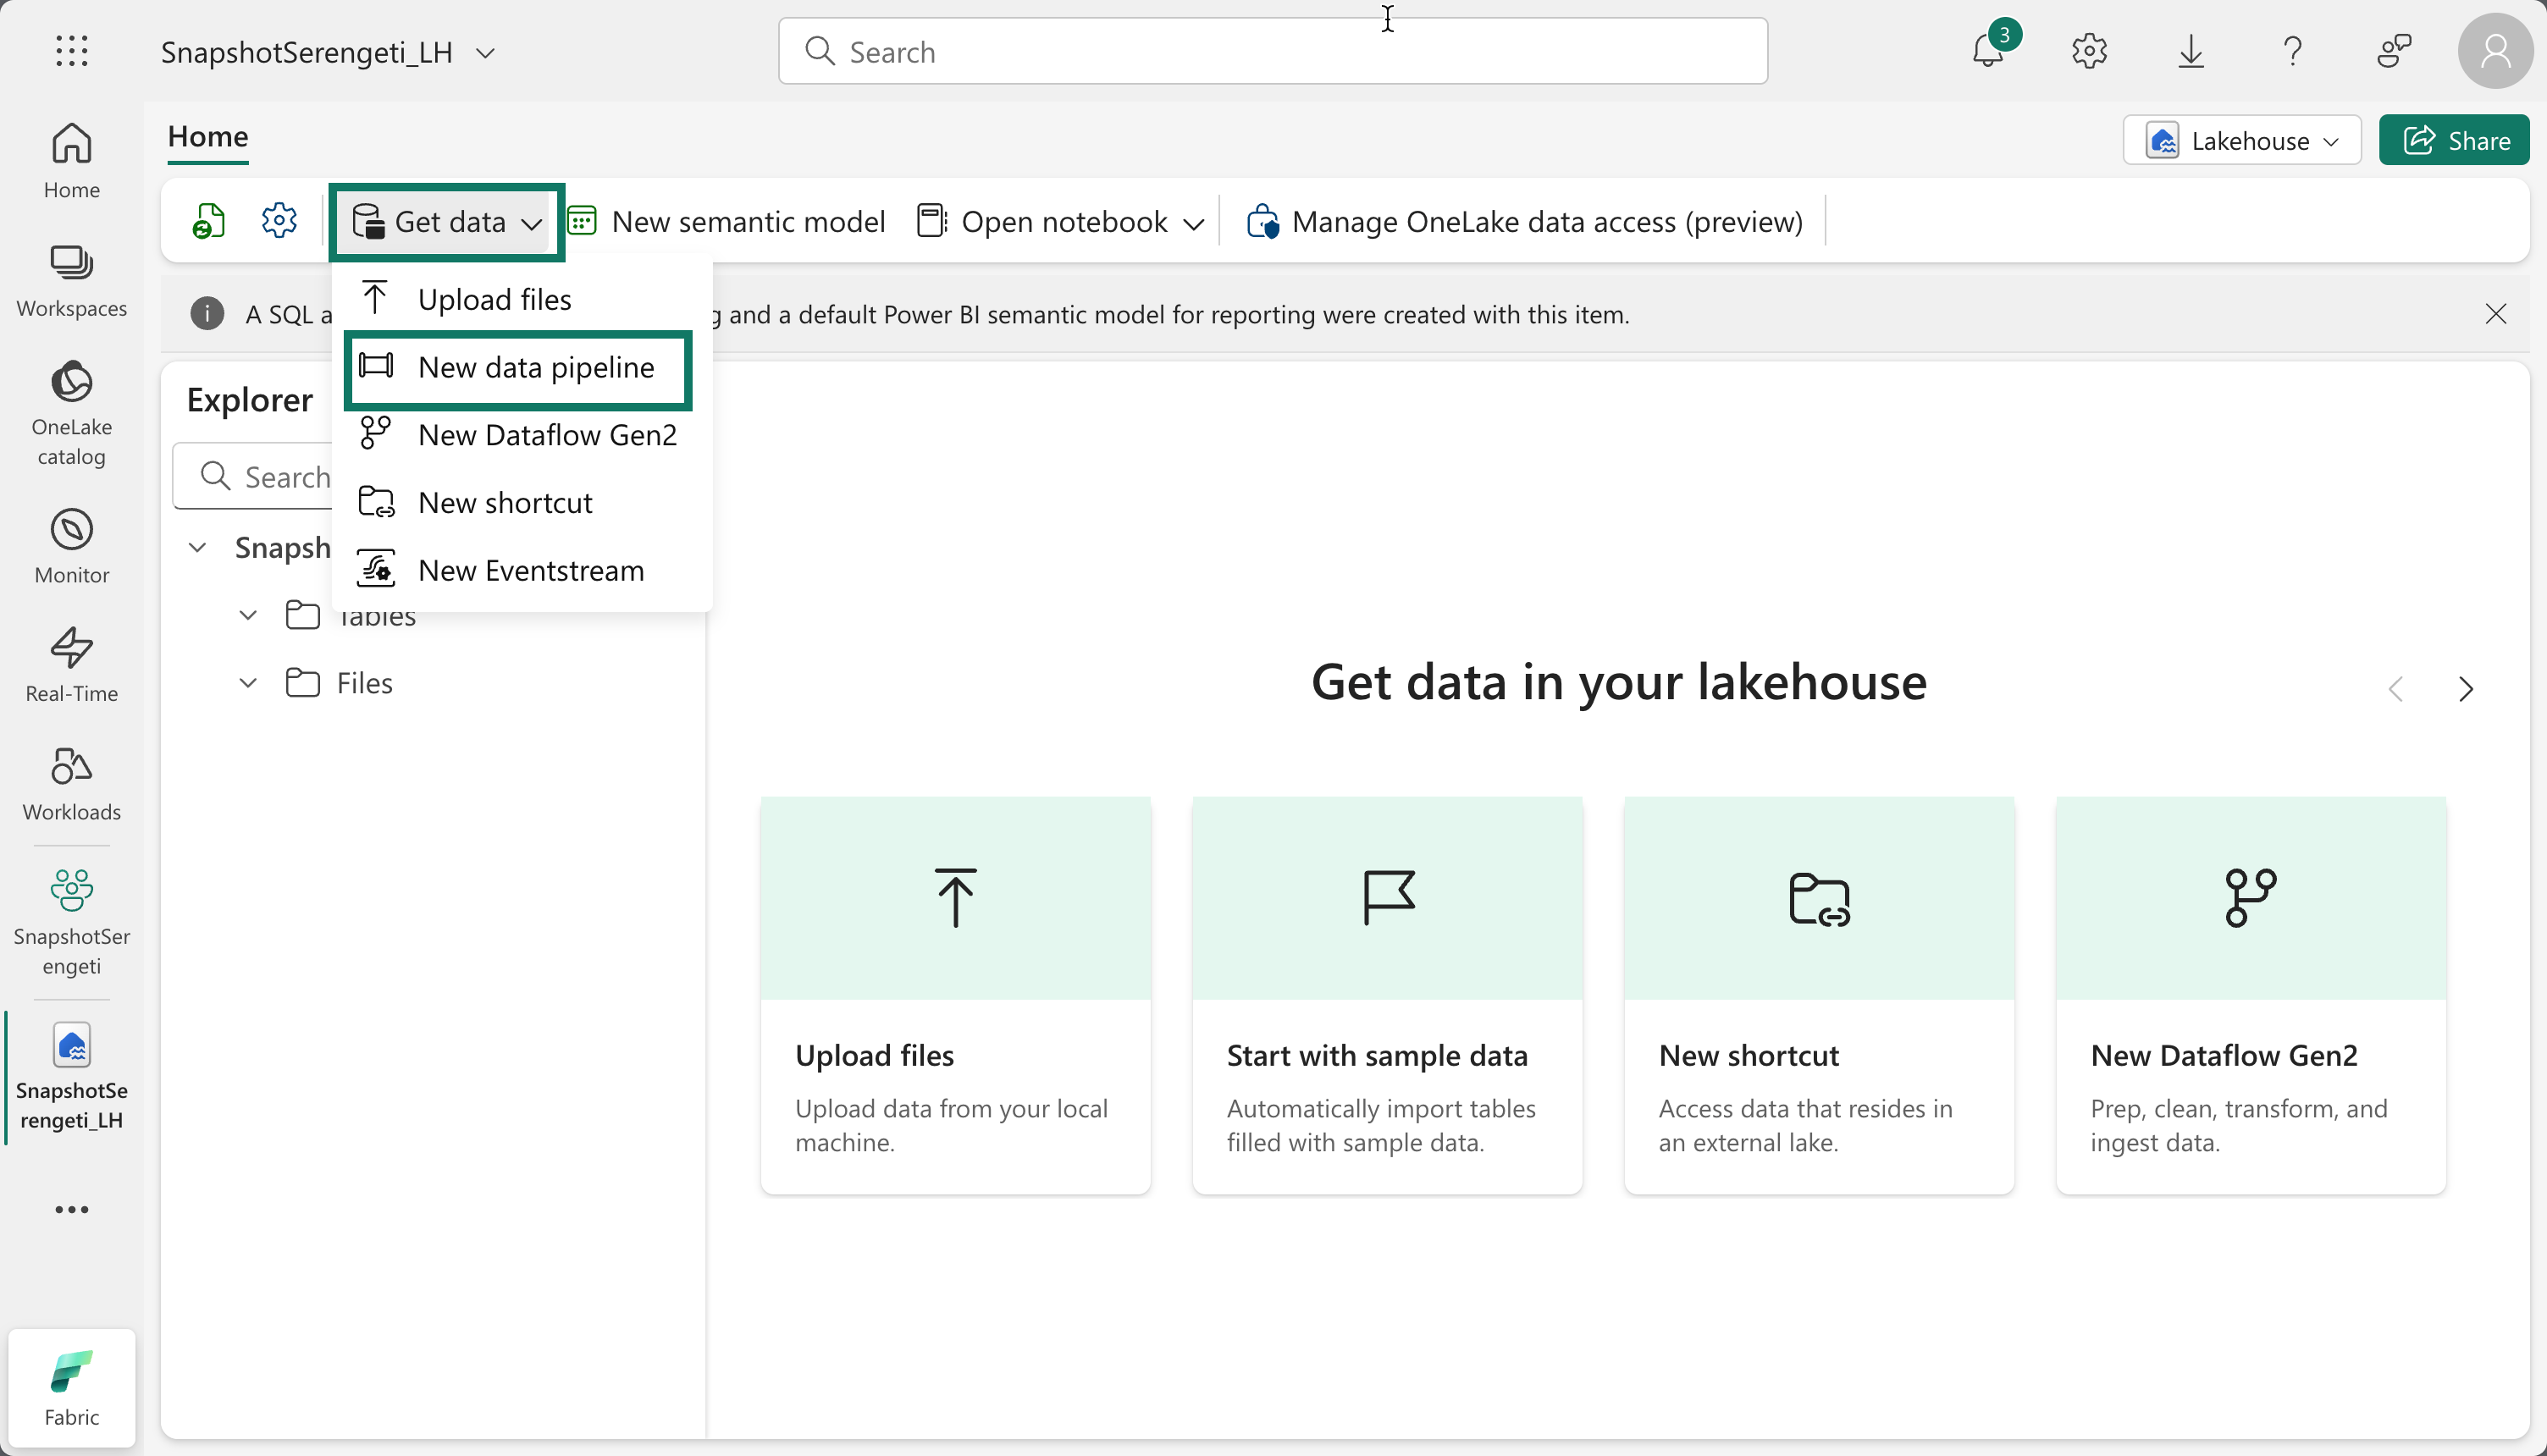 SnapshotSerengeti_LH
Search
3
Home
Workspaces
OneLake
catalog
Monitor
Real-Time
Workloads
SnapshotSer
engeti
SnapshotSe
rengeti_LH
Fabric
Home
Lakehouse
Share
Get data
New semantic model
Open notebook
Manage OneLake data access (preview)
A SQL a
g and a default Power BI semantic model for reporting were created with this item.
Upload files
New data pipeline
New Dataflow Gen2
New shortcut
New Eventstream
Explorer
Search
Snapsh
Tables
Files
Get data in your lakehouse
Upload files
Upload data from your local
machine.
Start with sample data
Automatically import tables
filled with sample data.
New shortcut
Access data that resides in
an external lake.
New Dataflow Gen2
Prep, clean, transform, and
ingest data.